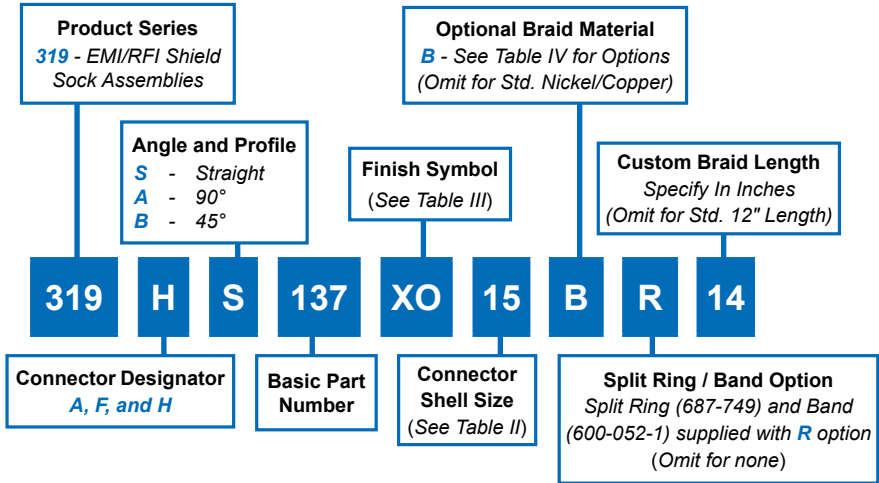 Product Series
319 - EMI/RFI Shield
Sock Assemblies
Optional Braid Material
B - See Table IV for Options
(Omit for Std. Nickel/Copper)
Angle and Profile
S - Straight
A - 90°
B - 45°
Finish Symbol
(See Table III)
Custom Braid Length
Specify In Inches
(Omit for Std. 12" Length)
319 H S 137 XO 15 B R 14
Connector Designator
A, F, and H
Basic Part
Number
Connector
Shell Size
(See Table II)
Split Ring / Band Option
Split Ring (687-749) and Band
(600-052-1) supplied with R option
(Omit for none)